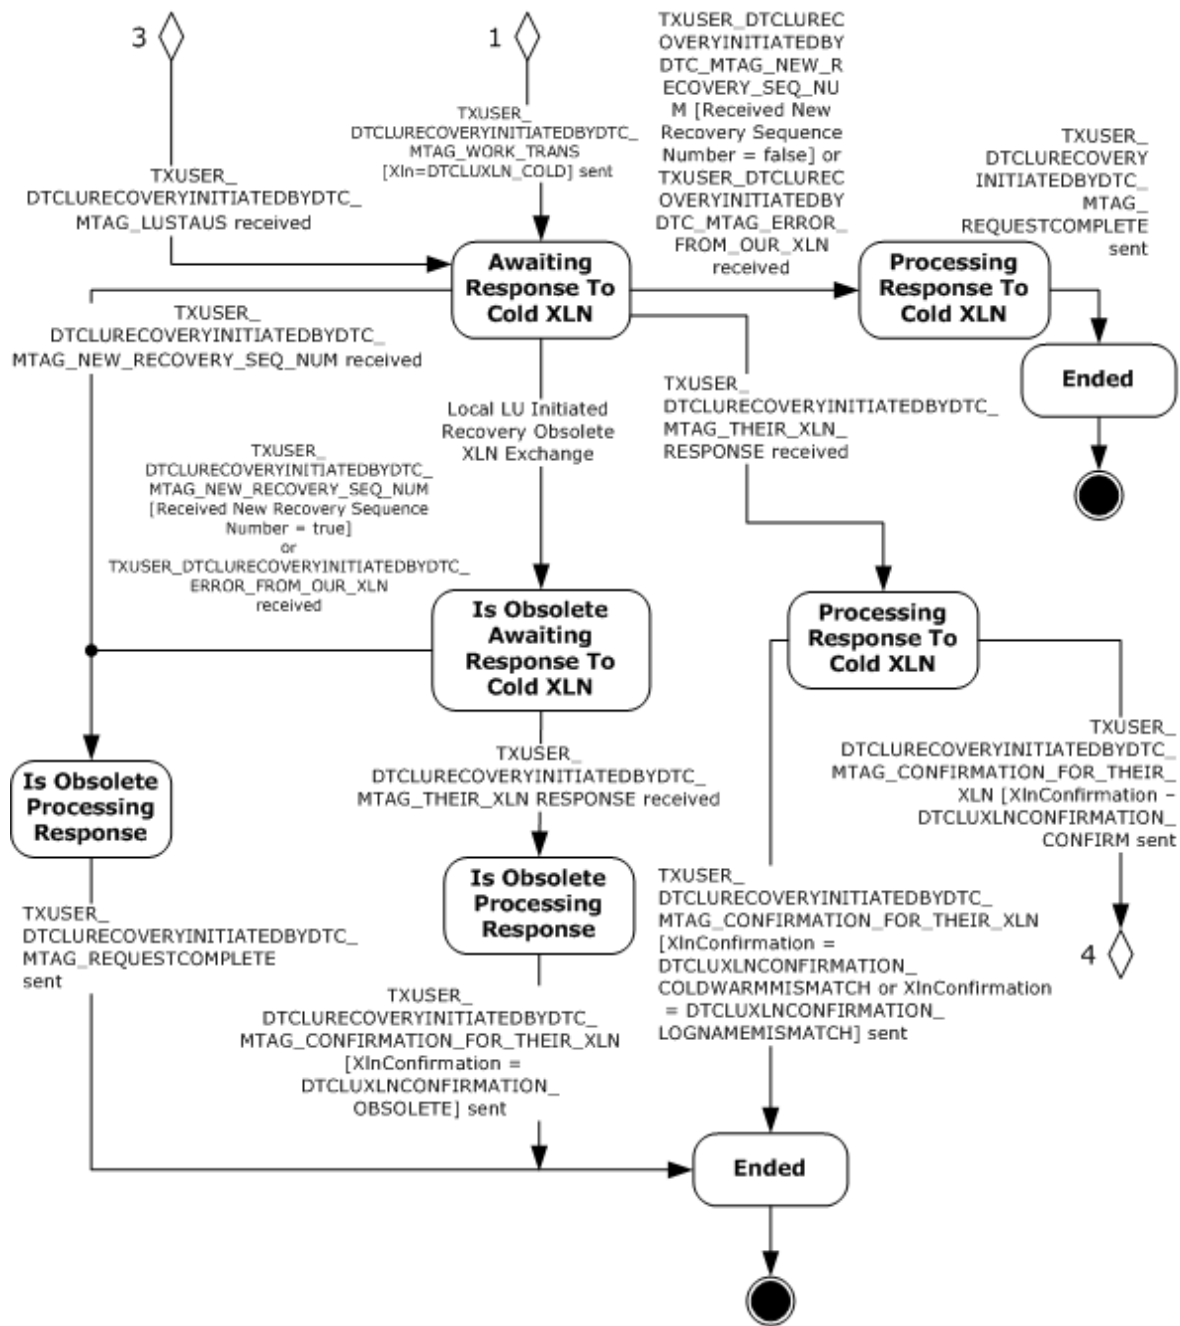 3
1
TXUSER_DTCLUREC
OVERYINITIATEDBY
DTC_MTAG_NEW_R
ECOVERY_SEQ_NU
M [Received New
Recovery Sequence
Number = false] or
TXUSER_DTCLUREC
OVERYINITIATEDBY
DTC_MTAG_ERROR_
FROM_OUR_XLN
received
TXUSER_
DTCLURECOVERYINITIATEDBYDTC_
MTAG_WORK_TRANS
[Xln=DTCLUXLN_COLD] sent
TXUSER_
DTCLURECOVERY
INITIATEDBYDTC_
MTAG_
REQUESTCOMPLETE
sent
TXUSER_
DTCLURECOVERYINITIATEDBYDTC_
MTAG_LUSTAUS received
Awaiting
Response To
Cold XLN
Processing
Response To
Cold XLN
Ended
TXUSER_
DTCLURECOVERYINITIATEDBYDTC_
MTAG_NEW_RECOVERY_SEQ_NUM received
Local LU Initiated
Recovery Obsolete
XLN Exchange
TXUSER_
DTCLURECOVERYINITIATEDBYDTC_
MTAG_THEIR_XLN_
RESPONSE received
TXUSER_
DTCLURECOVERYINITIATEDBYDTC_
MTAG_NEW_RECOVERY_SEQ_NUM
[Received New Recovery Sequence
Number = true]
or
TXUSER_DTCLURECOVERYINITIATEDBYDTC_
ERROR_FROM_OUR_XLN
received
Is Obsolete
Awaiting
Response To
Cold XLN
Processing
Response To
Cold XLN
TXUSER_
DTCLURECOVERYINITIATEDBYDTC_
MTAG_THEIR_XLN RESPONSE received
TXUSER_
DTCLURECOVERYINITIATEDBYDTC_
MTAG_CONFIRMATION_FOR_THEIR_
XLN [XlnConfirmation –
DTCLUXLNCONFIRMATION_
CONFIRM sent
Is Obsolete
Processing
Response
Is Obsolete
Processing
Response
TXUSER_
DTCLURECOVERYINITIATEDBYDTC_
MTAG_CONFIRMATION_FOR_THEIR_XLN
[XlnConfirmation =
DTCLUXLNCONFIRMATION_
COLDWARMMISMATCH or XlnConfirmation
= DTCLUXLNCONFIRMATION_
LOGNAMEMISMATCH] sent
4
TXUSER_
DTCLURECOVERYINITIATEDBYDTC_
MTAG_REQUESTCOMPLETE
sent
TXUSER_
DTCLURECOVERYINITIATEDBYDTC_
MTAG_CONFIRMATION_FOR_THEIR_XLN
[XlnConfirmation =
DTCLUXLNCONFIRMATION_
OBSOLETE] sent
Ended